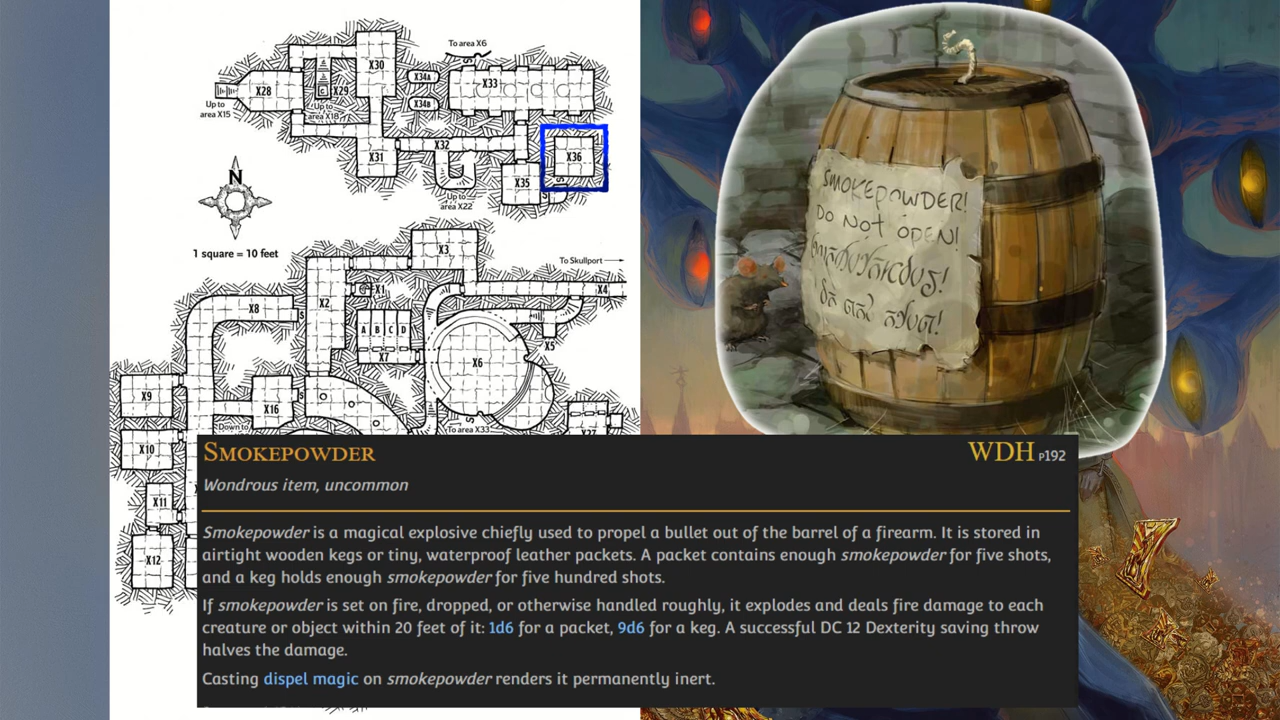 To area X6
X30
X34A
X33
X28
X29
X34B
Up to
area X15
Up to
area X18
X32
X36
X31
X35
Up to
area X22
N
1 square = 10 feet
X3
To Skullport
X1
X4
X2
X8
A B C D
X5
X7
X6
X9
X16
To area X33
X27
Down to
X10
X11
X12
SMOKEPOWDER!
DO NOT OPEN!
SMOKEPOWDER
WDH p192
Wondrous item, uncommon
Smokepowder is a magical explosive chiefly used to propel a bullet out of the barrel of a firearm. It is stored in
airtight wooden kegs or tiny, waterproof leather packets. A packet contains enough smokepowder for five shots,
and a keg holds enough smokepowder for five hundred shots.
If smokepowder is set on fire, dropped, or otherwise handled roughly, it explodes and deals fire damage to each
creature or object within 20 feet of it: 1d6 for a packet, 9d6 for a keg. A successful DC 12 Dexterity saving throw
halves the damage.
Casting dispel magic on smokepowder renders it permanently inert.